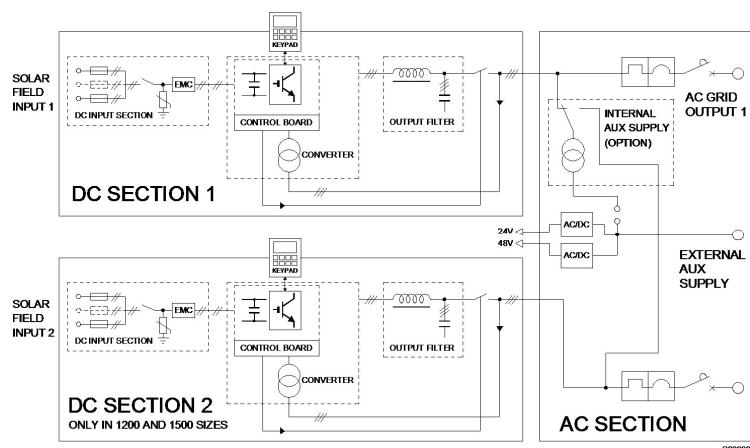 KEYPAD
SOLAR
FIELD
INPUT 1
EMC
DC INPUT SECTION
CONTROL BOARD
CONVERTER
OUTPUT FILTER
DC SECTION 1
AC GRID
OUTPUT 1
INTERNAL
AUX SUPPLY
(OPTION)
24V
48V
AC/DC
AC/DC
EXTERNAL
AUX
SUPPLY
KEYPAD
SOLAR
FIELD
INPUT 2
EMC
DC INPUT SECTION
CONTROL BOARD
CONVERTER
OUTPUT FILTER
DC SECTION 2
ONLY IN 1200 AND 1500 SIZES
AC SECTION